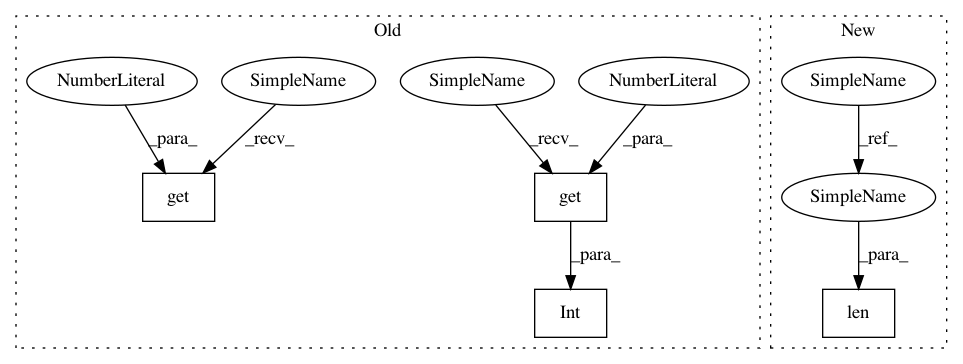 Old
New
NumberLiteral
SimpleName
SimpleName
NumberLiteral
SimpleName
_para_
_recv_
_recv_
_para_
_ref_
get
get
SimpleName
_para_
_para_
Int
len